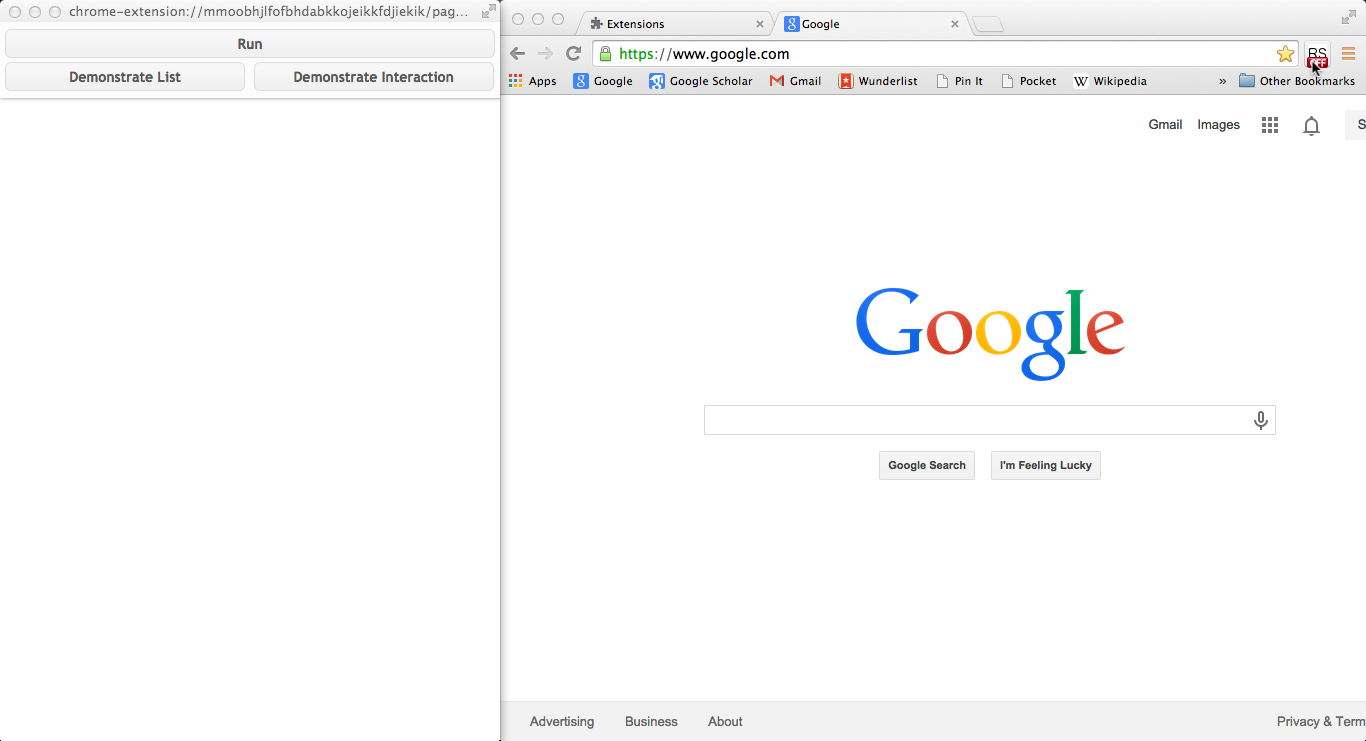 chrome-extension://mmoobhjlfofbhdabkkojeikkfdjiekik/pag...
Run
Demonstrate List
Demonstrate Interaction
Extensions
Google
https://www.google.com
RS
OFF
Apps
Google
Google Scholar
Gmail
Wunderlist
Pin It
Pocket
Wikipedia
»
Other Bookmarks
Gmail
Images
S
Google
Google Search
I'm Feeling Lucky
Advertising
Business
About
Privacy & Term